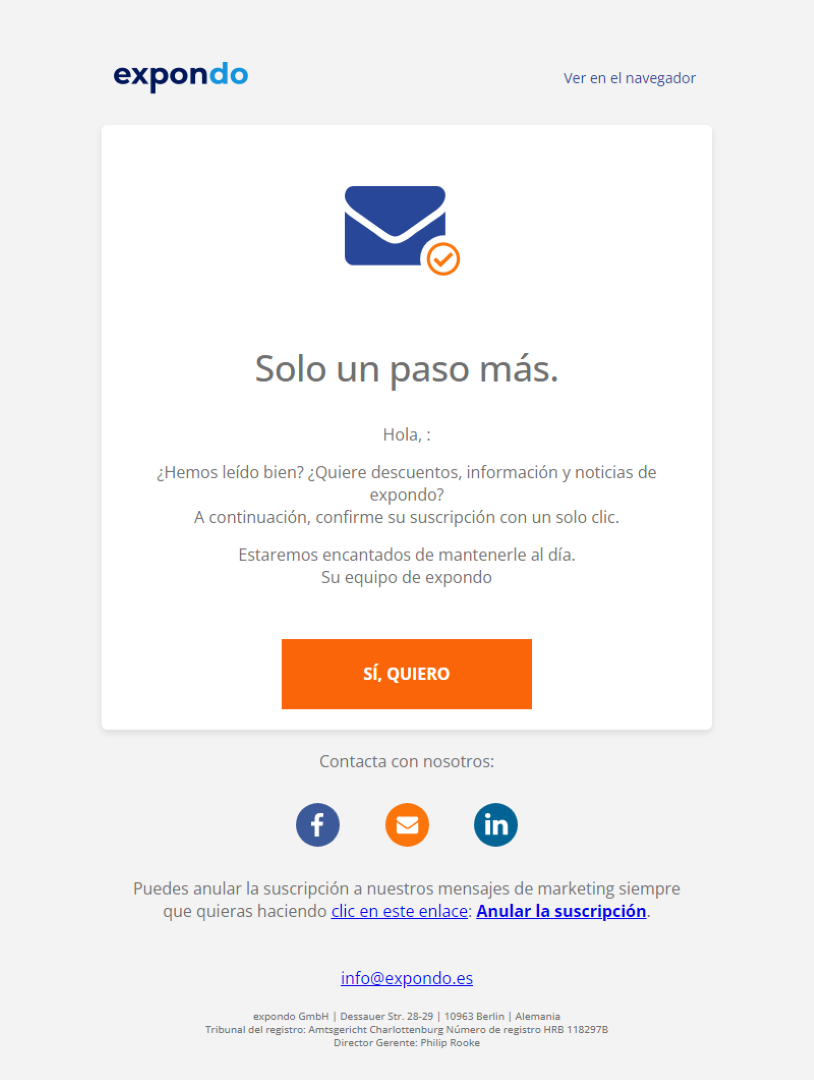 expondo
Ver en el navegador
Solo un paso más.
Hola, :
¿Hemos leído bien? ¿Quiere descuentos, información y noticias de
expondo?
A continuación, confirme su suscripción con un solo clic.
Estaremos encantados de mantenerle al día.
Su equipo de expondo
SÍ, QUIERO
Contacta con nosotros:
f
in
Puedes anular la suscripción a nuestros mensajes de marketing siempre
que quieras haciendo clic en este enlace: Anular la suscripción.
info@expondo.es
expondo GmbH | Dessauer Str. 28-29 | 10963 Berlin | Alemania
Tribunal del registro: Amtsgericht Charlottenburg Número de registro HRB 118297B
Director Gerente: Philip Rooke